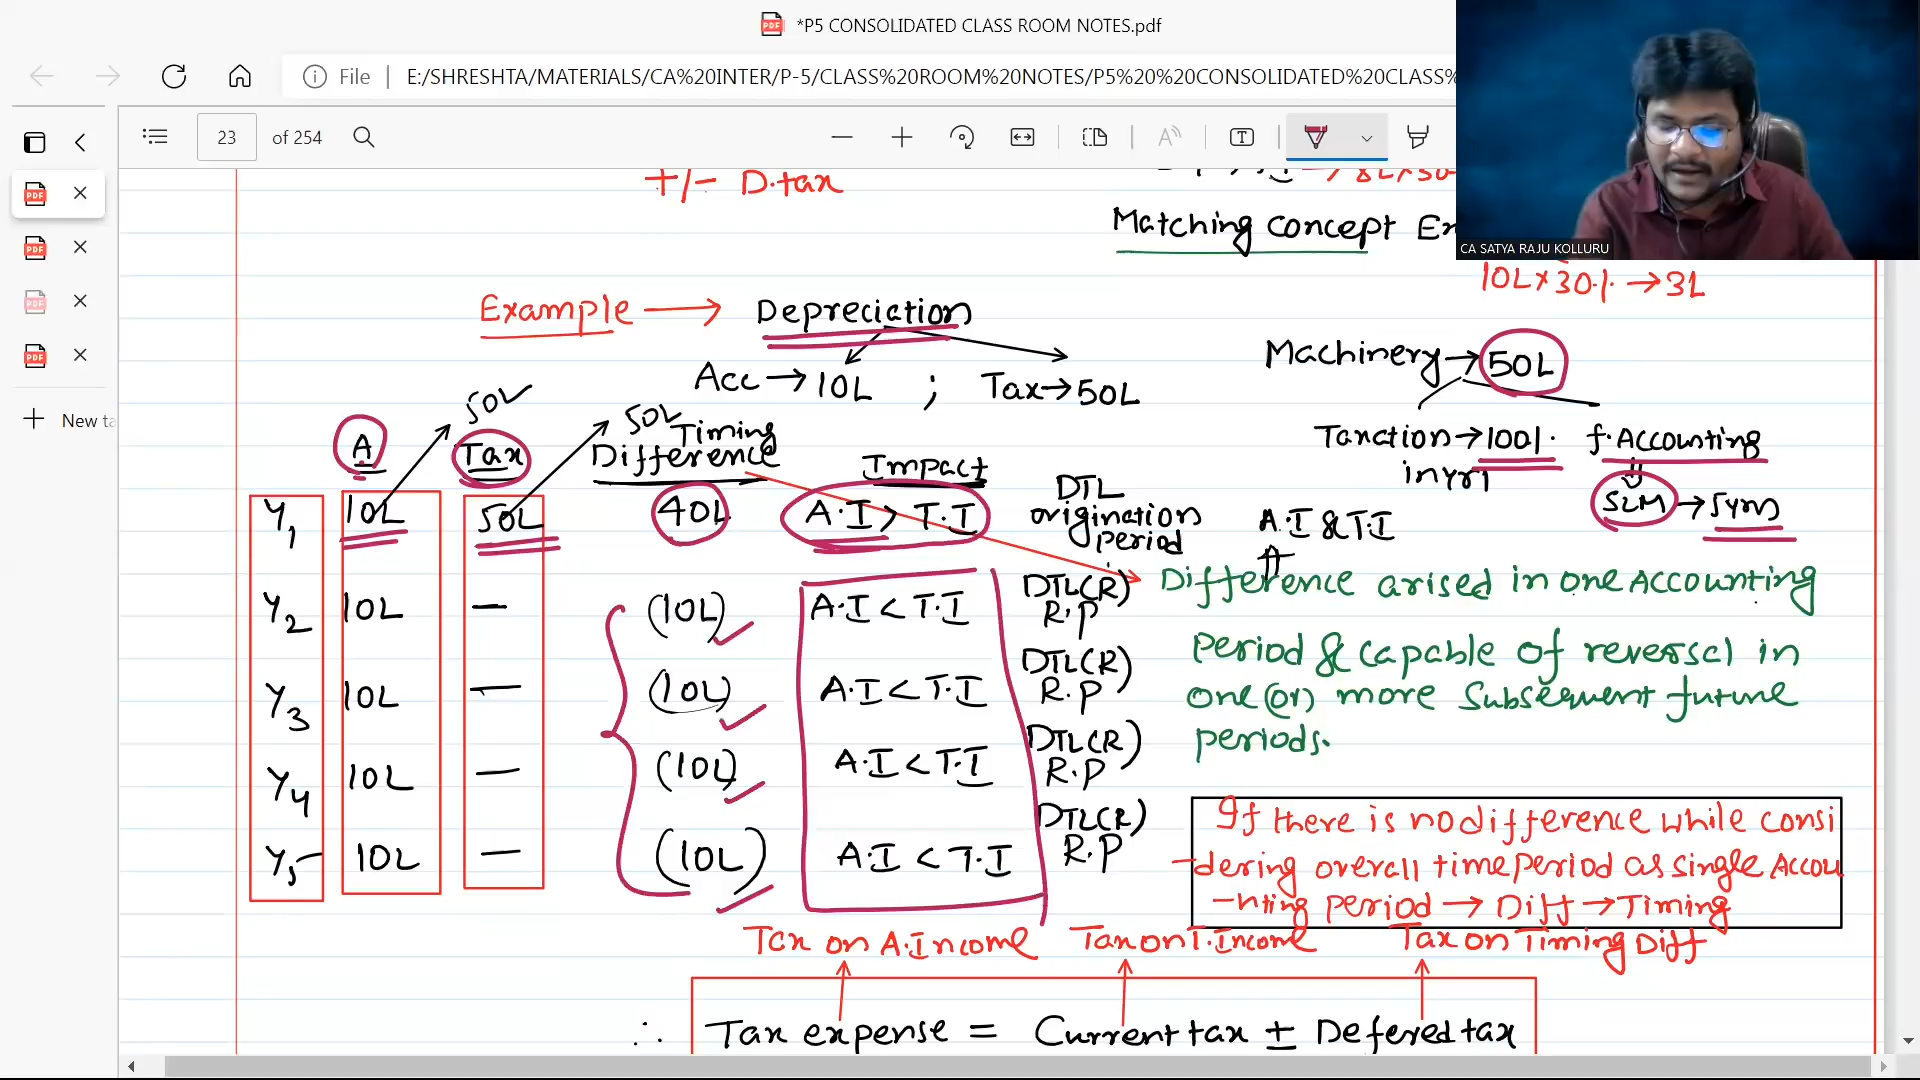 *P5 CONSOLIDATED CLASS ROOM NOTES.pdf
File
E:/SHRESHTA/MATERIALS/CA%20INTER/P-5/CLASS%20ROOM%20NOTES/P5%20%20CONSOLIDATED%20CLASS%
23 of 254
New ta
CA SATYA RAJU KOLLURU
+/- D.tax
Matching concept
10L x 30% → 3L
Example → Depreciation
Acc → 10L ; Tax → 50L
Machinery → 50L
Taxation → 100%
in yr1
f. Accounting
SLM → 5yrs
50L
50L
A Tax Timing Difference Impact
Y1 10L 50L 40L A.I > T.I DTL origination period
A.I & T.I
Y2 10L — (10L) A.I < T.I DTL(R) R.P
Y3 10L — (10L) A.I < T.I DTL(R) R.P
Y4 10L — (10L) A.I < T.I DTL(R) R.P
Y5 10L — (10L) A.I < T.I DTL(R) R.P
Difference arised in one Accounting
Period & capable of reversal in
one (or) more subsequent future
periods.
If there is no difference while consi
-dering overall time period as single Accou
-nting period → Diff → Timing
Tax on A.Income Tax on T.Income Tax on Timing Diff
∴ Tax expense = Current tax ± Defered tax